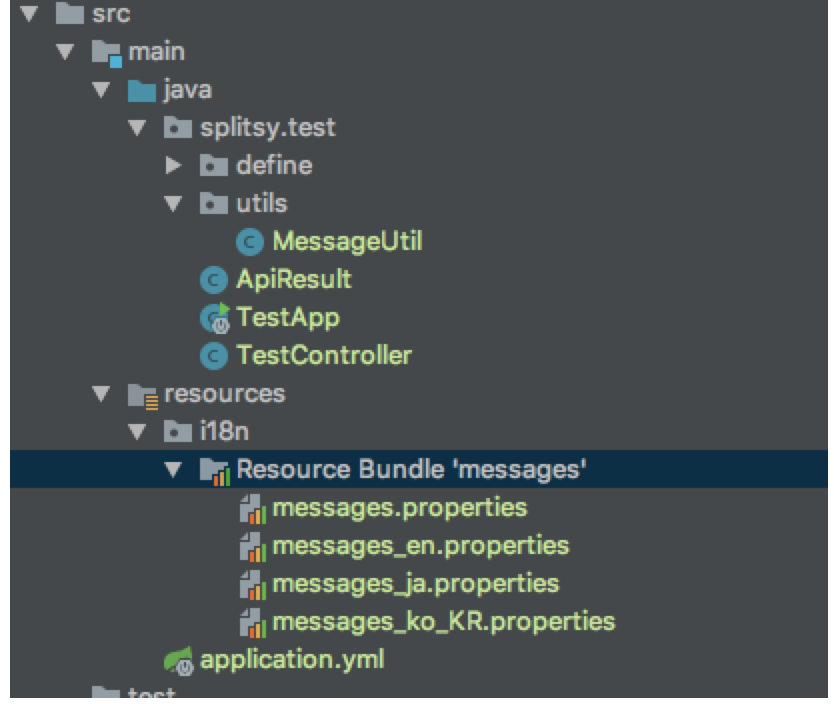 src
main
java
splitsy.test
define
utils
MessageUtil
ApiResult
TestApp
TestController
resources
i18n
Resource Bundle 'messages'
messages.properties
messages_en.properties
messages_ja.properties
messages_ko_KR.properties
application.yml
test